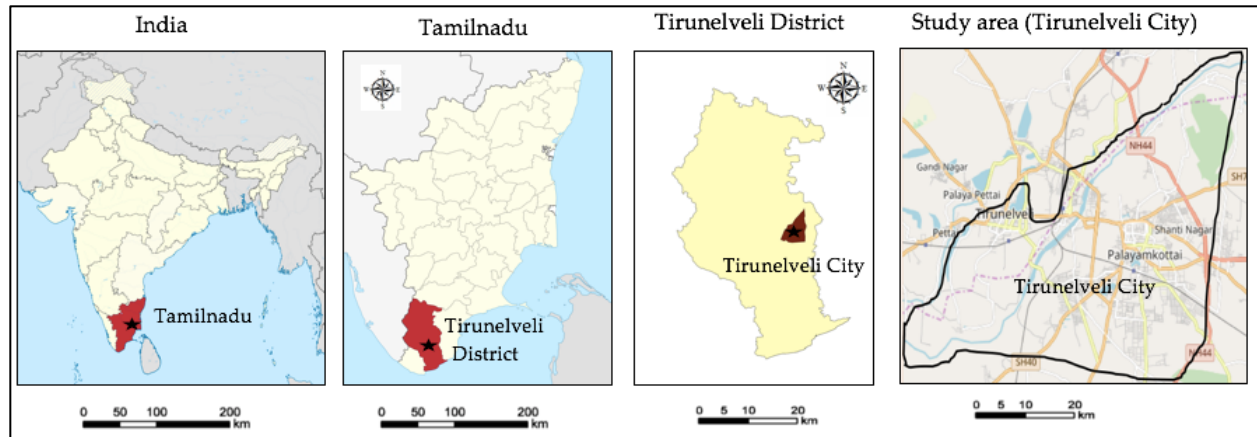 India
Tamilnadu
Tirunelveli District
Study area (Tirunelveli City)
Tamilnadu
0 50 100 200
km
N
W E
S
Tirunelveli
District
0 50 100 200
km
N
W E
S
Tirunelveli City
0 5 10 20
km
NH44
Gandi Nagar
SH7
Palaya Pettai
Tirunelveli
Pettai
Shanti Nagar
Palayamkottai
Tirunelveli City
NH44
SH40
0 5 10 20
km